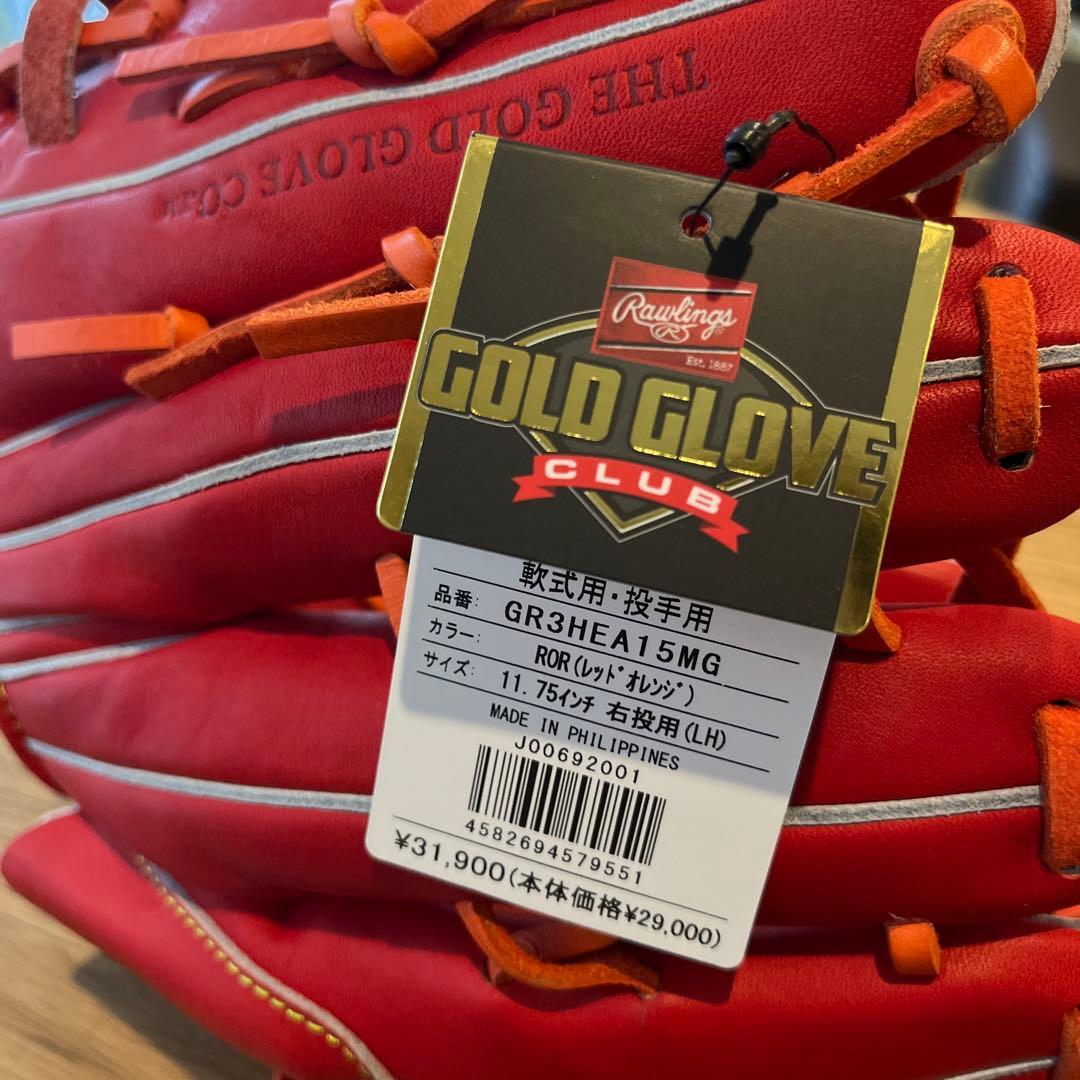 THE GOLD GLOVE CO.™
Rawlings®
R
Est. 1887
GOLD GLOVE
CLUB
軟式用・投手用
品番: GR3HEA15MG
カラー: ROR(レッドオレンジ)
サイズ: 11.75インチ 右投用(LH)
MADE IN PHILIPPINES
J00692001
4582694579551
¥31,900(本体価格¥29,000)